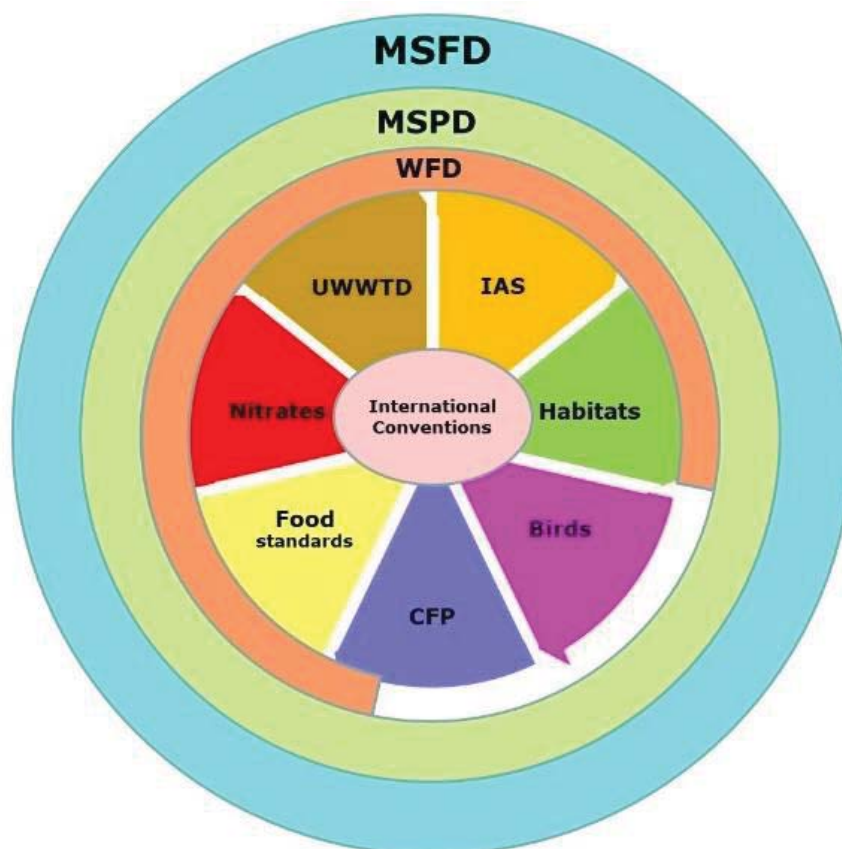 MSFD
MSPD
WFD
UWWTD
IAS
Nitrates
International
Conventions
Habitats
Food
standards
Birds
CFP